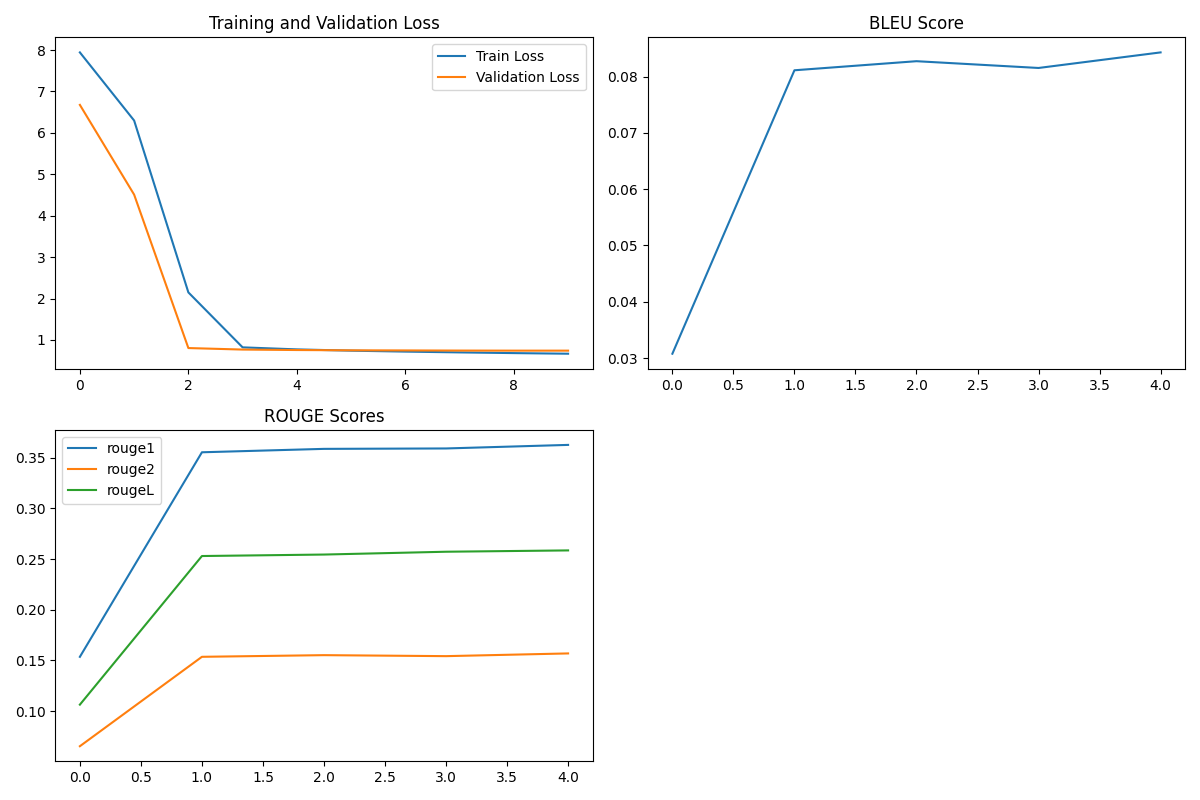 Training and Validation Loss
8
7
6
5
4
3
2
1
Train Loss
Validation Loss
0 2 4 6 8
BLEU Score
0.08
0.07
0.06
0.05
0.04
0.03
0.0 0.5 1.0 1.5 2.0 2.5 3.0 3.5 4.0
ROUGE Scores
0.35
0.30
0.25
0.20
0.15
0.10
rouge1
rouge2
rougeL
0.0 0.5 1.0 1.5 2.0 2.5 3.0 3.5 4.0